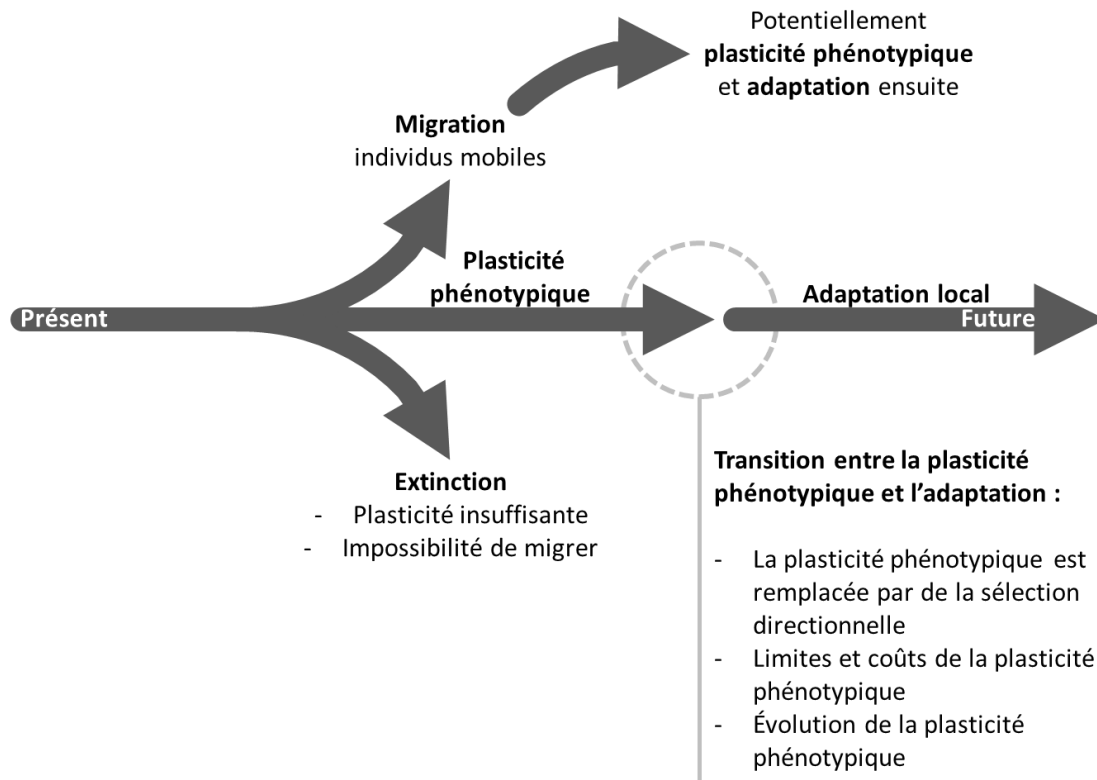 Potentiellement
plasticité phénotypique
et adaptation ensuite
Migration
individus mobiles
Plasticité
phénotypique
Présent
Adaptation local
Future
Extinction
- Plasticité insuffisante
- Impossibilité de migrer
Transition entre la plasticité
phénotypique et l’adaptation :
- La plasticité phénotypique est
remplacée par de la sélection
directionnelle
- Limites et coûts de la plasticité
phénotypique
- Évolution de la plasticité
phénotypique